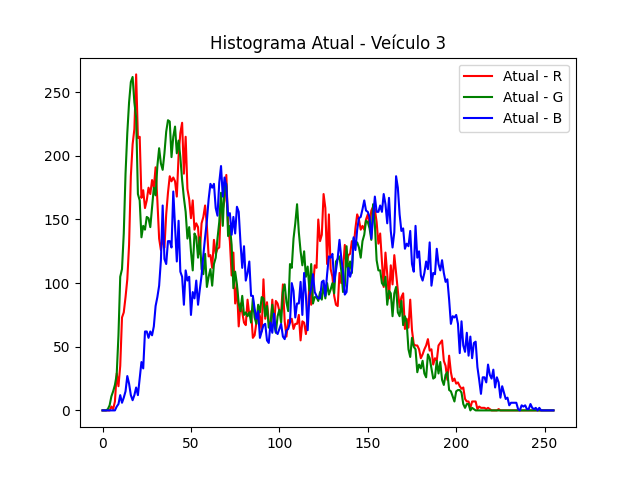 Histograma Atual - Veículo 3
Atual - R
Atual - G
Atual - B
250
200
150
100
50
0
0 50 100 150 200 250